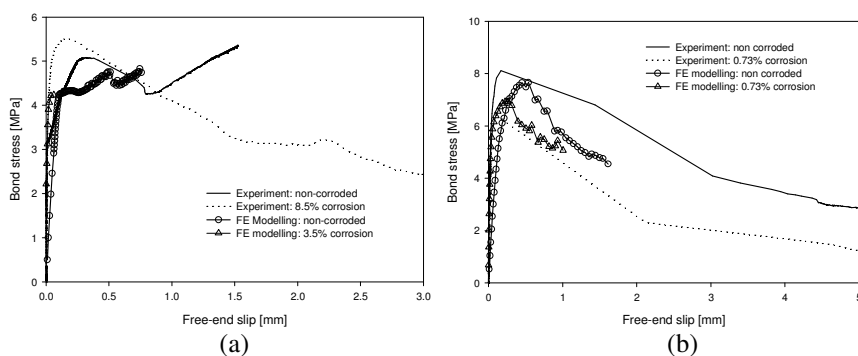 6
5
4
3
2
1
0
Bond stress [MPa]
Experiment: non-corroded
Experiment: 8.5% corrosion
FE Modelling: non-corroded
FE modelling: 3.5% corrosion
0.0 0.5 1.0 1.5 2.0 2.5 3.0
Free-end slip [mm]
(a)
10
8
6
4
2
0
Bond stress [MPa]
Experiment: non corroded
Experiment: 0.73% corrosion
FE modelling: non corroded
FE modelling: 0.73% corrosion
0 1 2 3 4 5
Free-end slip [mm]
(b)